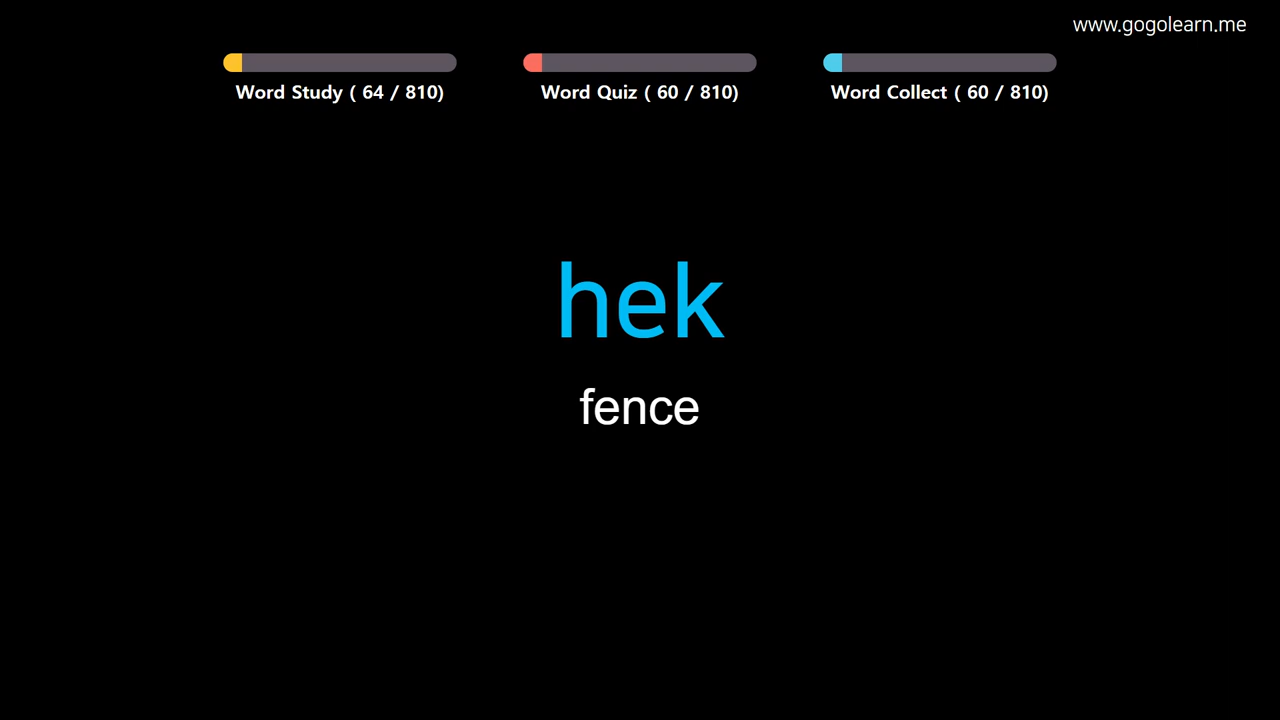 www.gogolearn.me
Word Study ( 64 / 810)
Word Quiz ( 60 / 810)
Word Collect ( 60 / 810)
hek
fence